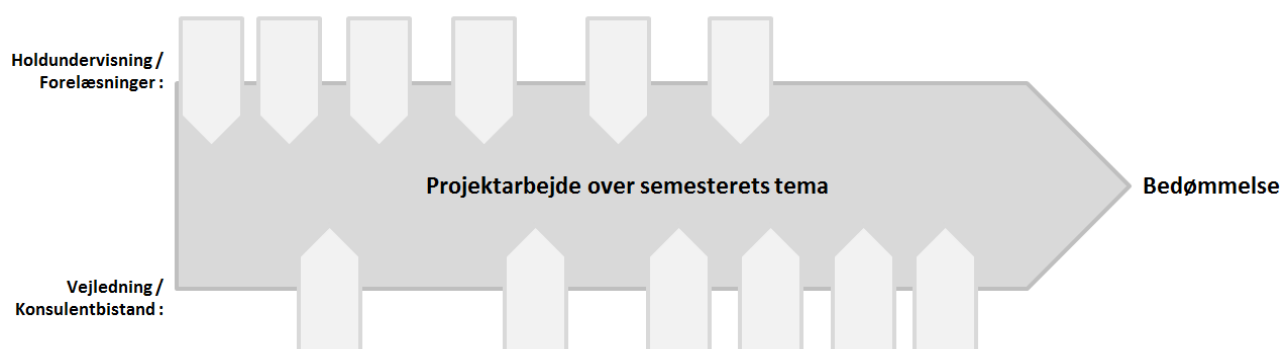 Holdundervisning /
Forelæsninger :
Projektarbejde over semesterets tema
Bedømmelse
Vejledning /
Konsulentbistand :